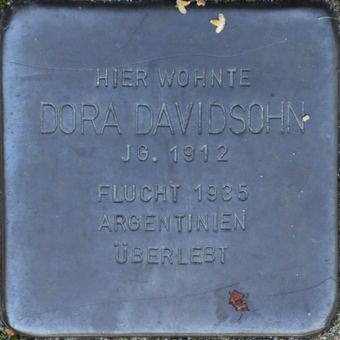 HIER WOHNTE
DORA DAVIDSOHN
JG. 1912
FLUCHT 1935
ARGENTINIEN
ÜBERLEBT